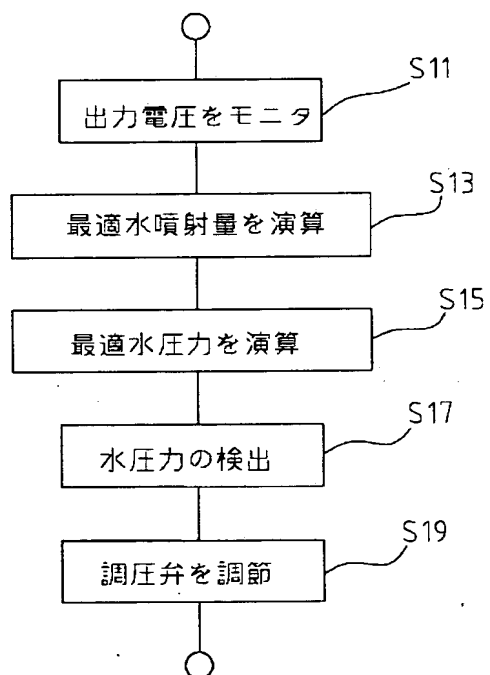 S11
出力電圧をモニタ
S13
最適水噴射量を演算
S15
最適水圧力を演算
S17
水圧力の検出
S19
調圧弁を調節